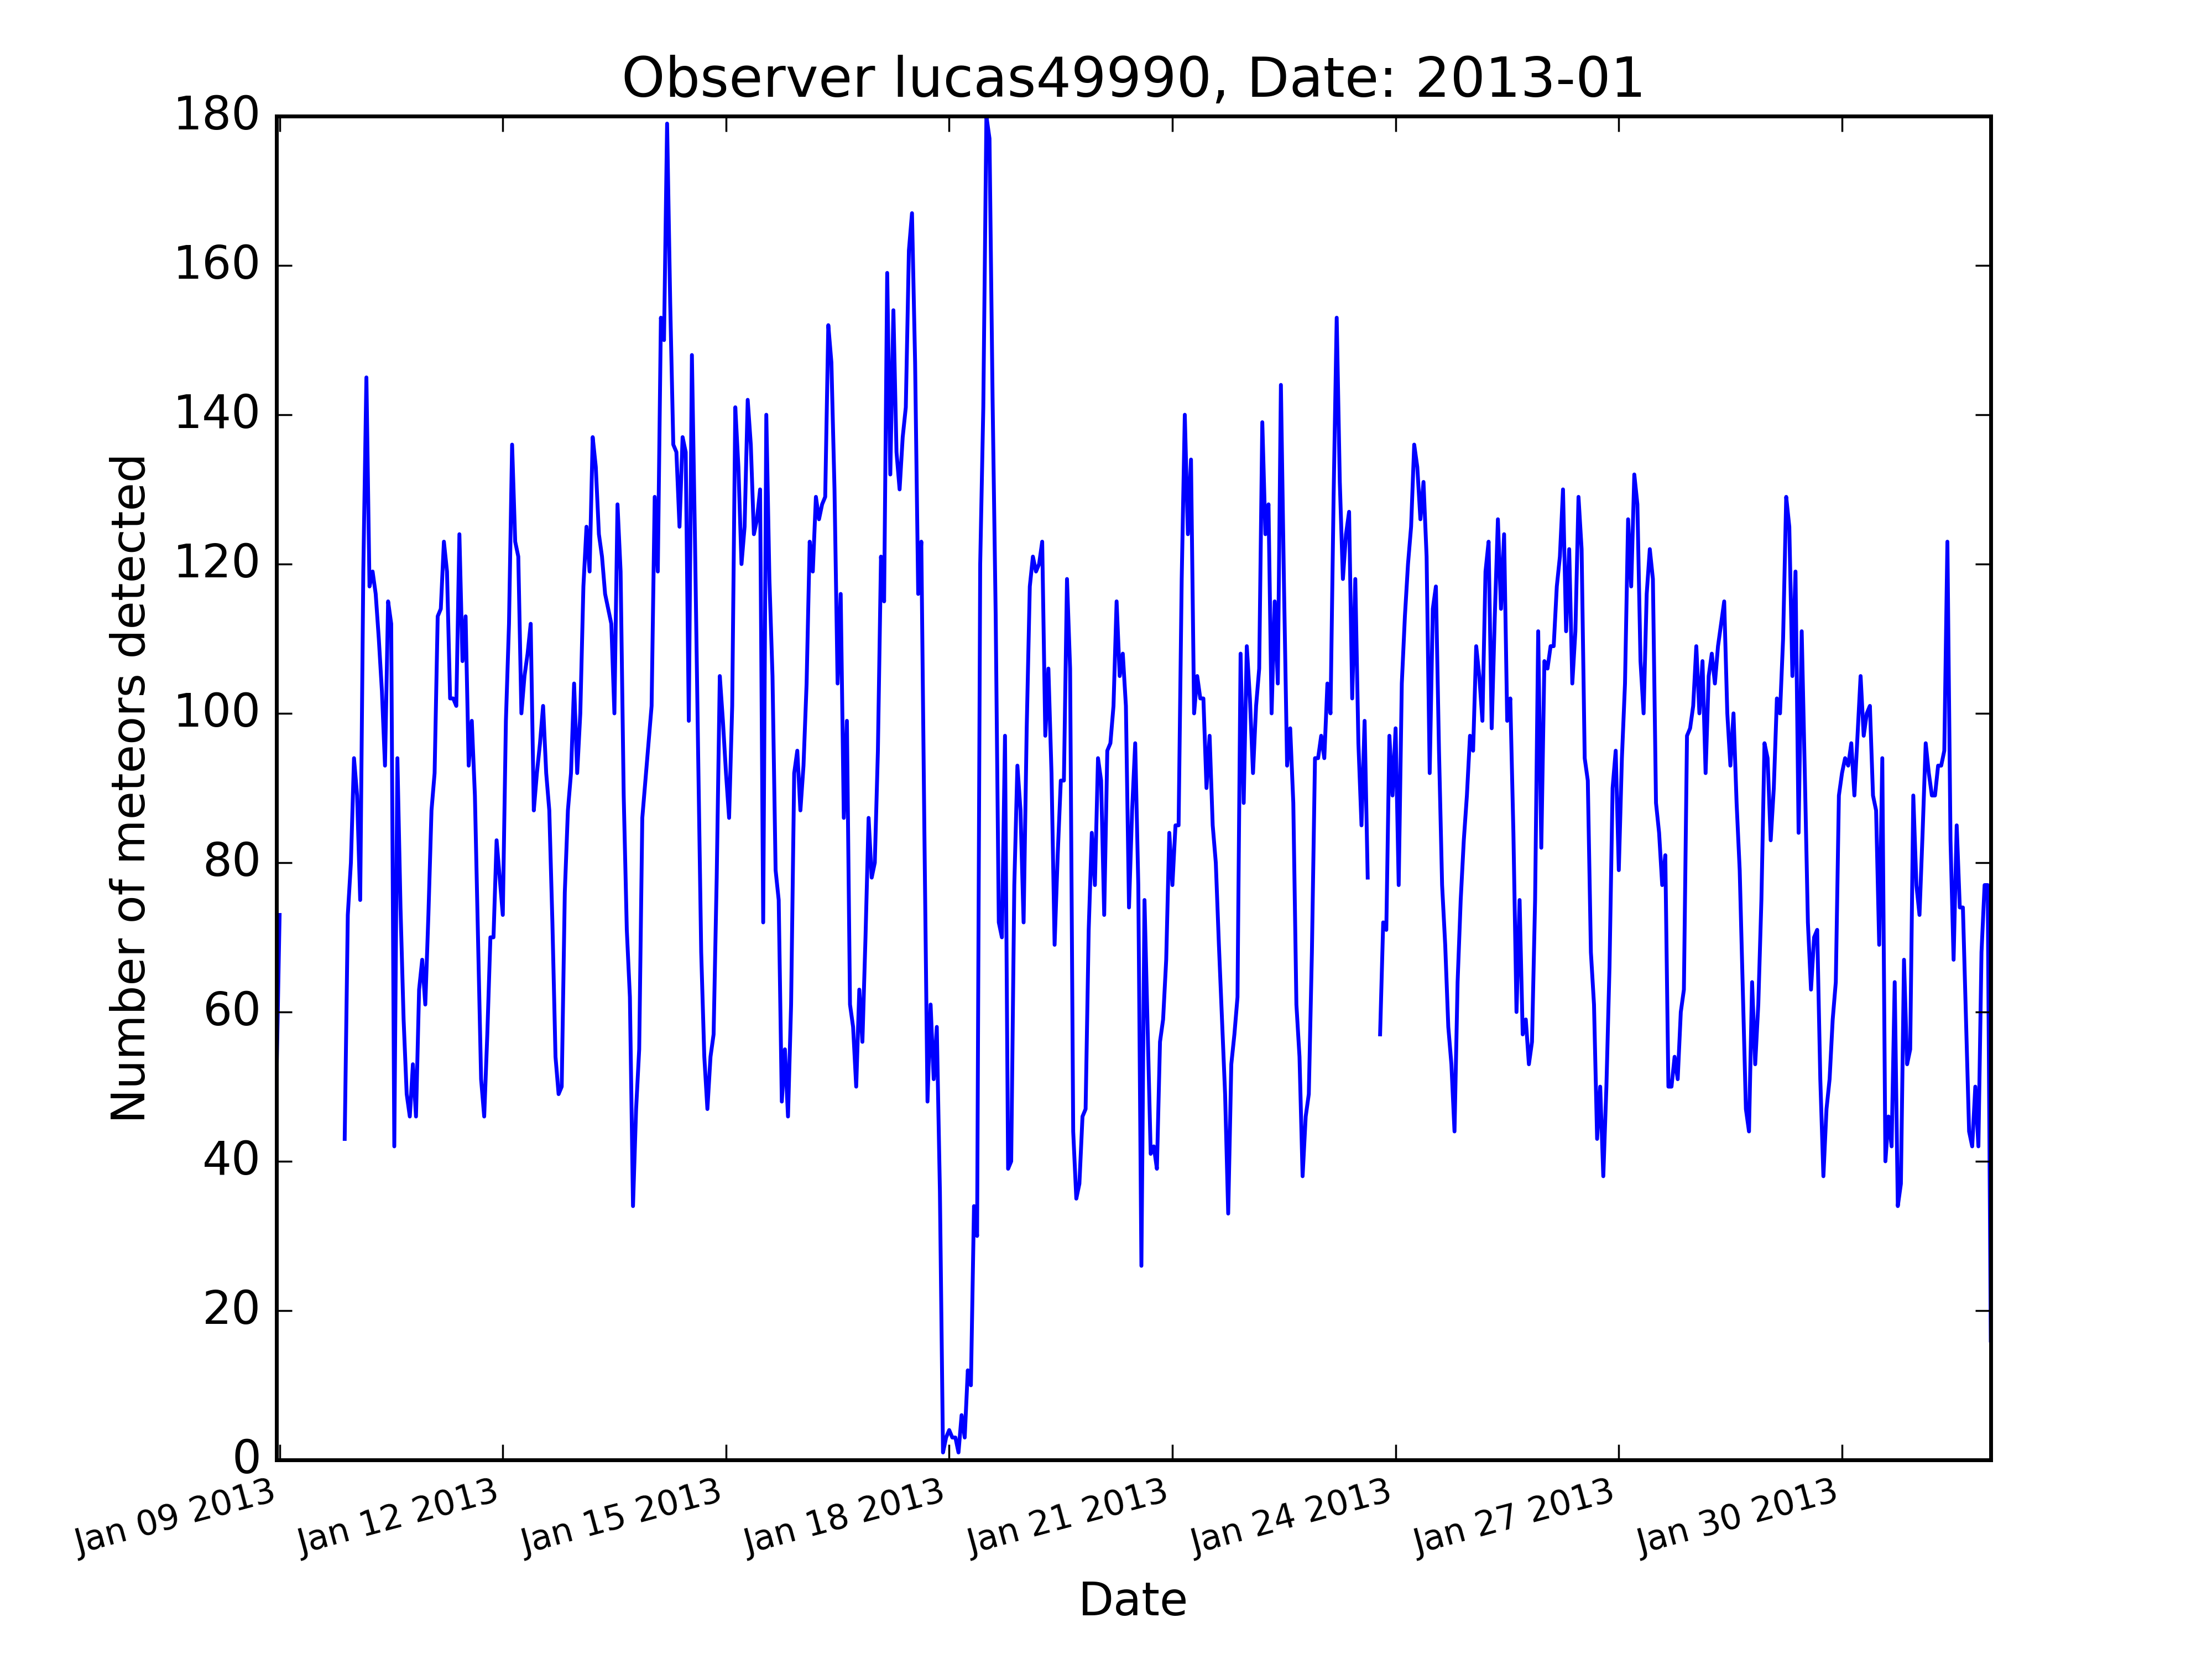 Observer lucas49990, Date: 2013-01
180
160
140
120
100
80
60
40
20
0
Number of meteors detected
Jan 09 2013
Jan 12 2013
Jan 15 2013
Jan 18 2013
Jan 21 2013
Jan 24 2013
Jan 27 2013
Jan 30 2013
Date